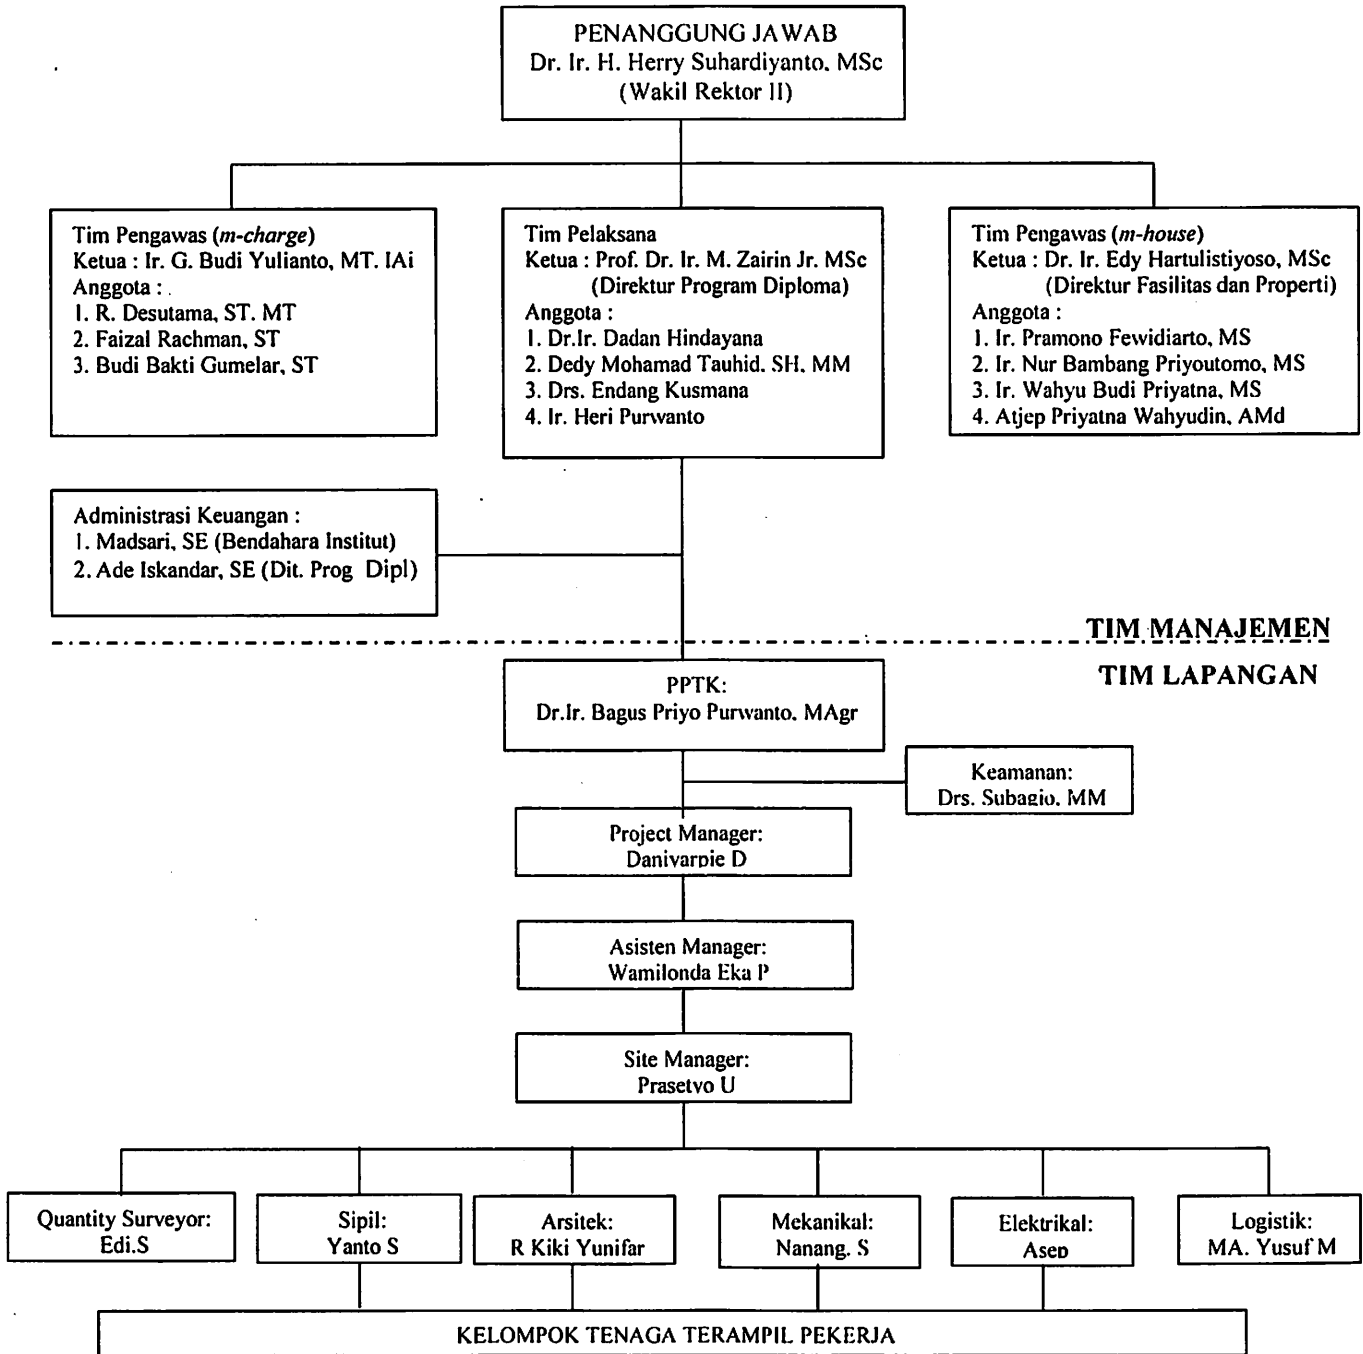 PENANGGUNG JAWAB
Dr. Ir. H. Herry Suhardiyanto. MSc
(Wakil Rektor II)
Tim Pengawas (m-charge)
Ketua : Ir. G. Budi Yulianto, MT. IAi
Anggota :
1. R. Desutama, ST. MT
2. Faizal Rachman, ST
3. Budi Bakti Gumelar, ST
Tim Pelaksana
Ketua : Prof. Dr. Ir. M. Zairin Jr. MSc
(Direktur Program Diploma)
Anggota :
1. Dr.Ir. Dadan Hindayana
2. Dedy Mohamad Tauhid. SH. MM
3. Drs. Endang Kusmana
4. Ir. Heri Purwanto
Tim Pengawas (m-house)
Ketua : Dr. Ir. Edy Hartulistiyoso, MSc
(Direktur Fasilitas dan Properti)
Anggota :
1. Ir. Pramono Fewidiarto, MS
2. Ir. Nur Bambang Priyoutomo, MS
3. Ir. Wahyu Budi Priyatna, MS
4. Atjep Priyatna Wahyudin, AMd
Administrasi Keuangan :
1. Madsari, SE (Bendahara Institut)
2. Ade Iskandar, SE (Dit. Prog Dipl)
TIM MANAJEMEN
TIM LAPANGAN
PPTK:
Dr.Ir. Bagus Priyo Purwanto. MAgr
Keamanan:
Drs. Subagio. MM
Project Manager:
Daniyarpie D
Asisten Manager:
Wamilonda Eka P
Site Manager:
Prasetyo U
Quantity Surveyor:
Edi.S
Sipil:
Yanto S
Arsitek:
R Kiki Yunifar
Mekanikal:
Nanang. S
Elektrikal:
Asep
Logistik:
MA. Yusuf M
KELOMPOK TENAGA TERAMPIL PEKERJA